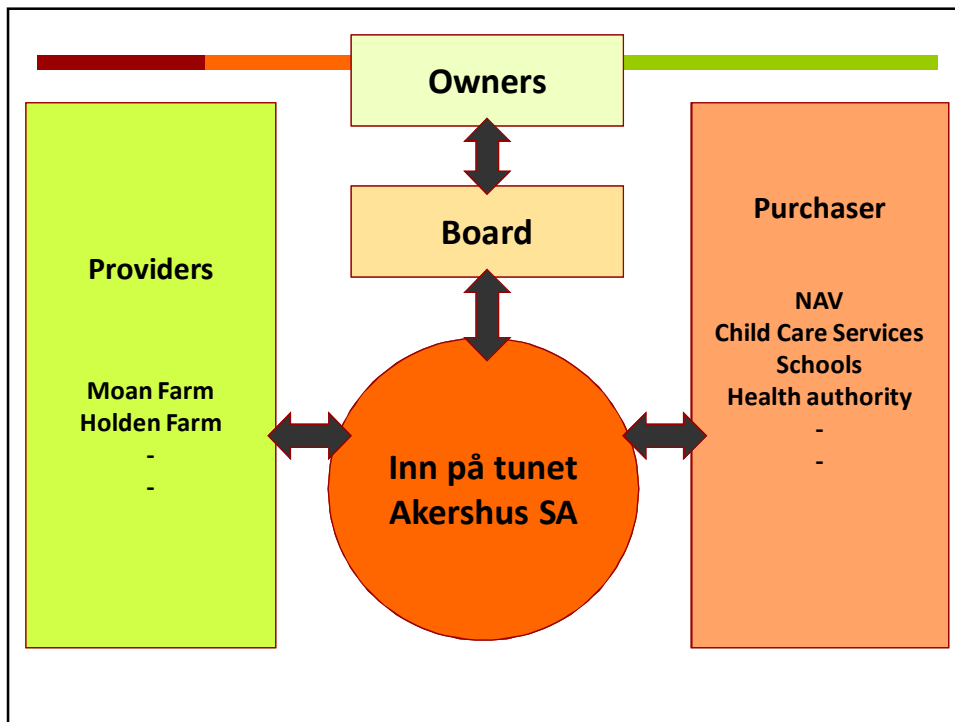 Owners
Board
Providers
Moan Farm
Holden Farm
-
-
Inn på tunet
Akershus SA
Purchaser
NAV
Child Care Services
Schools
Health authority
-
-